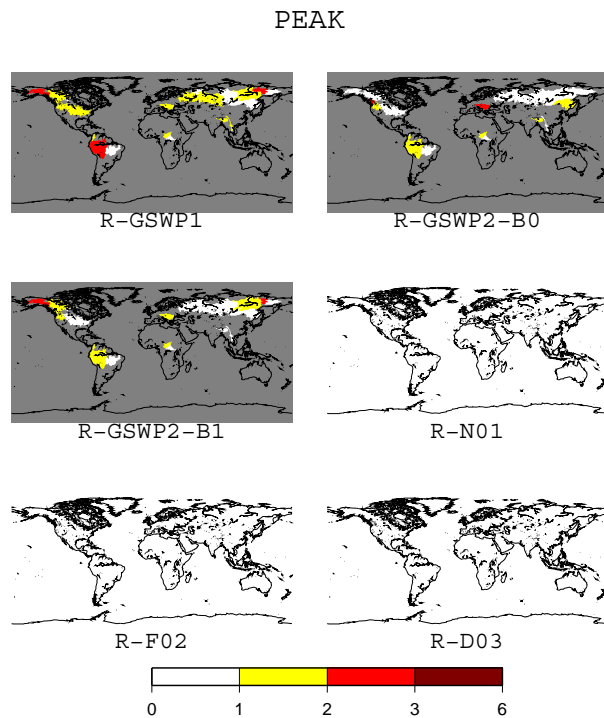 PEAK
R-GSWP1
R-GSWP2-B0
R-GSWP2-B1
R-N01
R-F02
R-D03
0 1 2 3 6